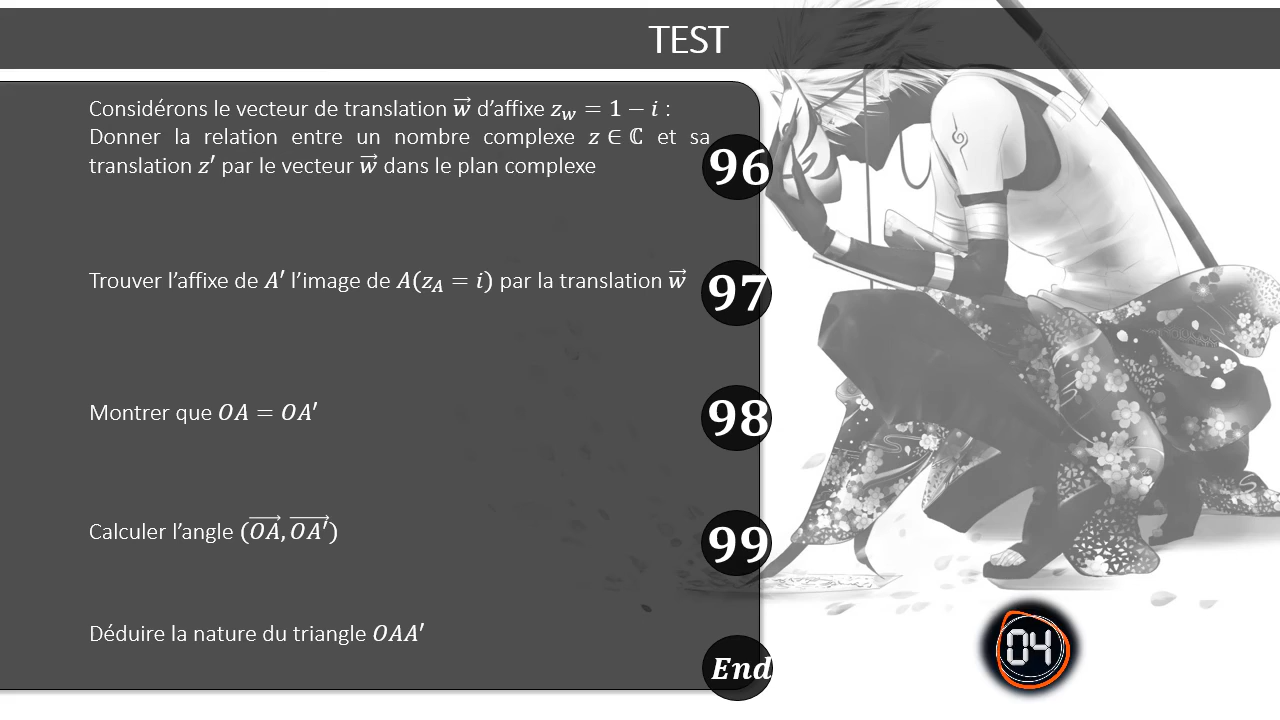 TEST
Considérons le vecteur de translation w⃗ d'affixe z_w = 1 − i :
Donner la relation entre un nombre complexe z ∈ ℂ et sa
translation z′ par le vecteur w⃗ dans le plan complexe
96
Trouver l'affixe de A′ l'image de A(z_A = i) par la translation w⃗
97
Montrer que OA = OA′
98
Calculer l'angle (O͞A⃗, O͞A⃗′)
99
Déduire la nature du triangle OAA′
End
04